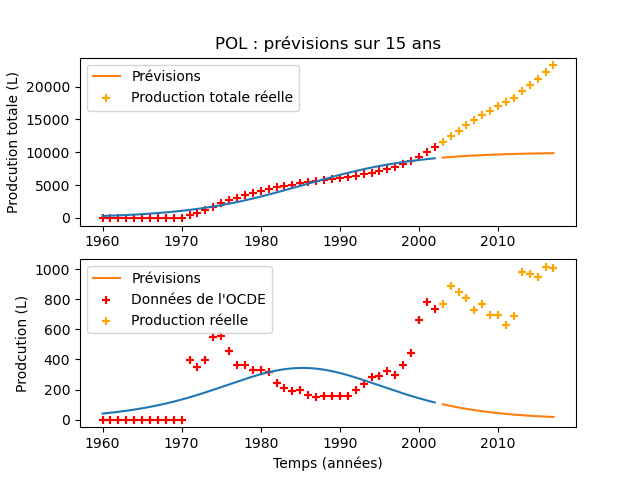 POL : prévisions sur 15 ans
Prodcution totale (L)
20000
15000
10000
5000
0
Prévisions
Production totale réelle
1960 1970 1980 1990 2000 2010
Prodcution (L)
1000
800
600
400
200
0
Prévisions
Données de l'OCDE
Production réelle
1960 1970 1980 1990 2000 2010
Temps (années)